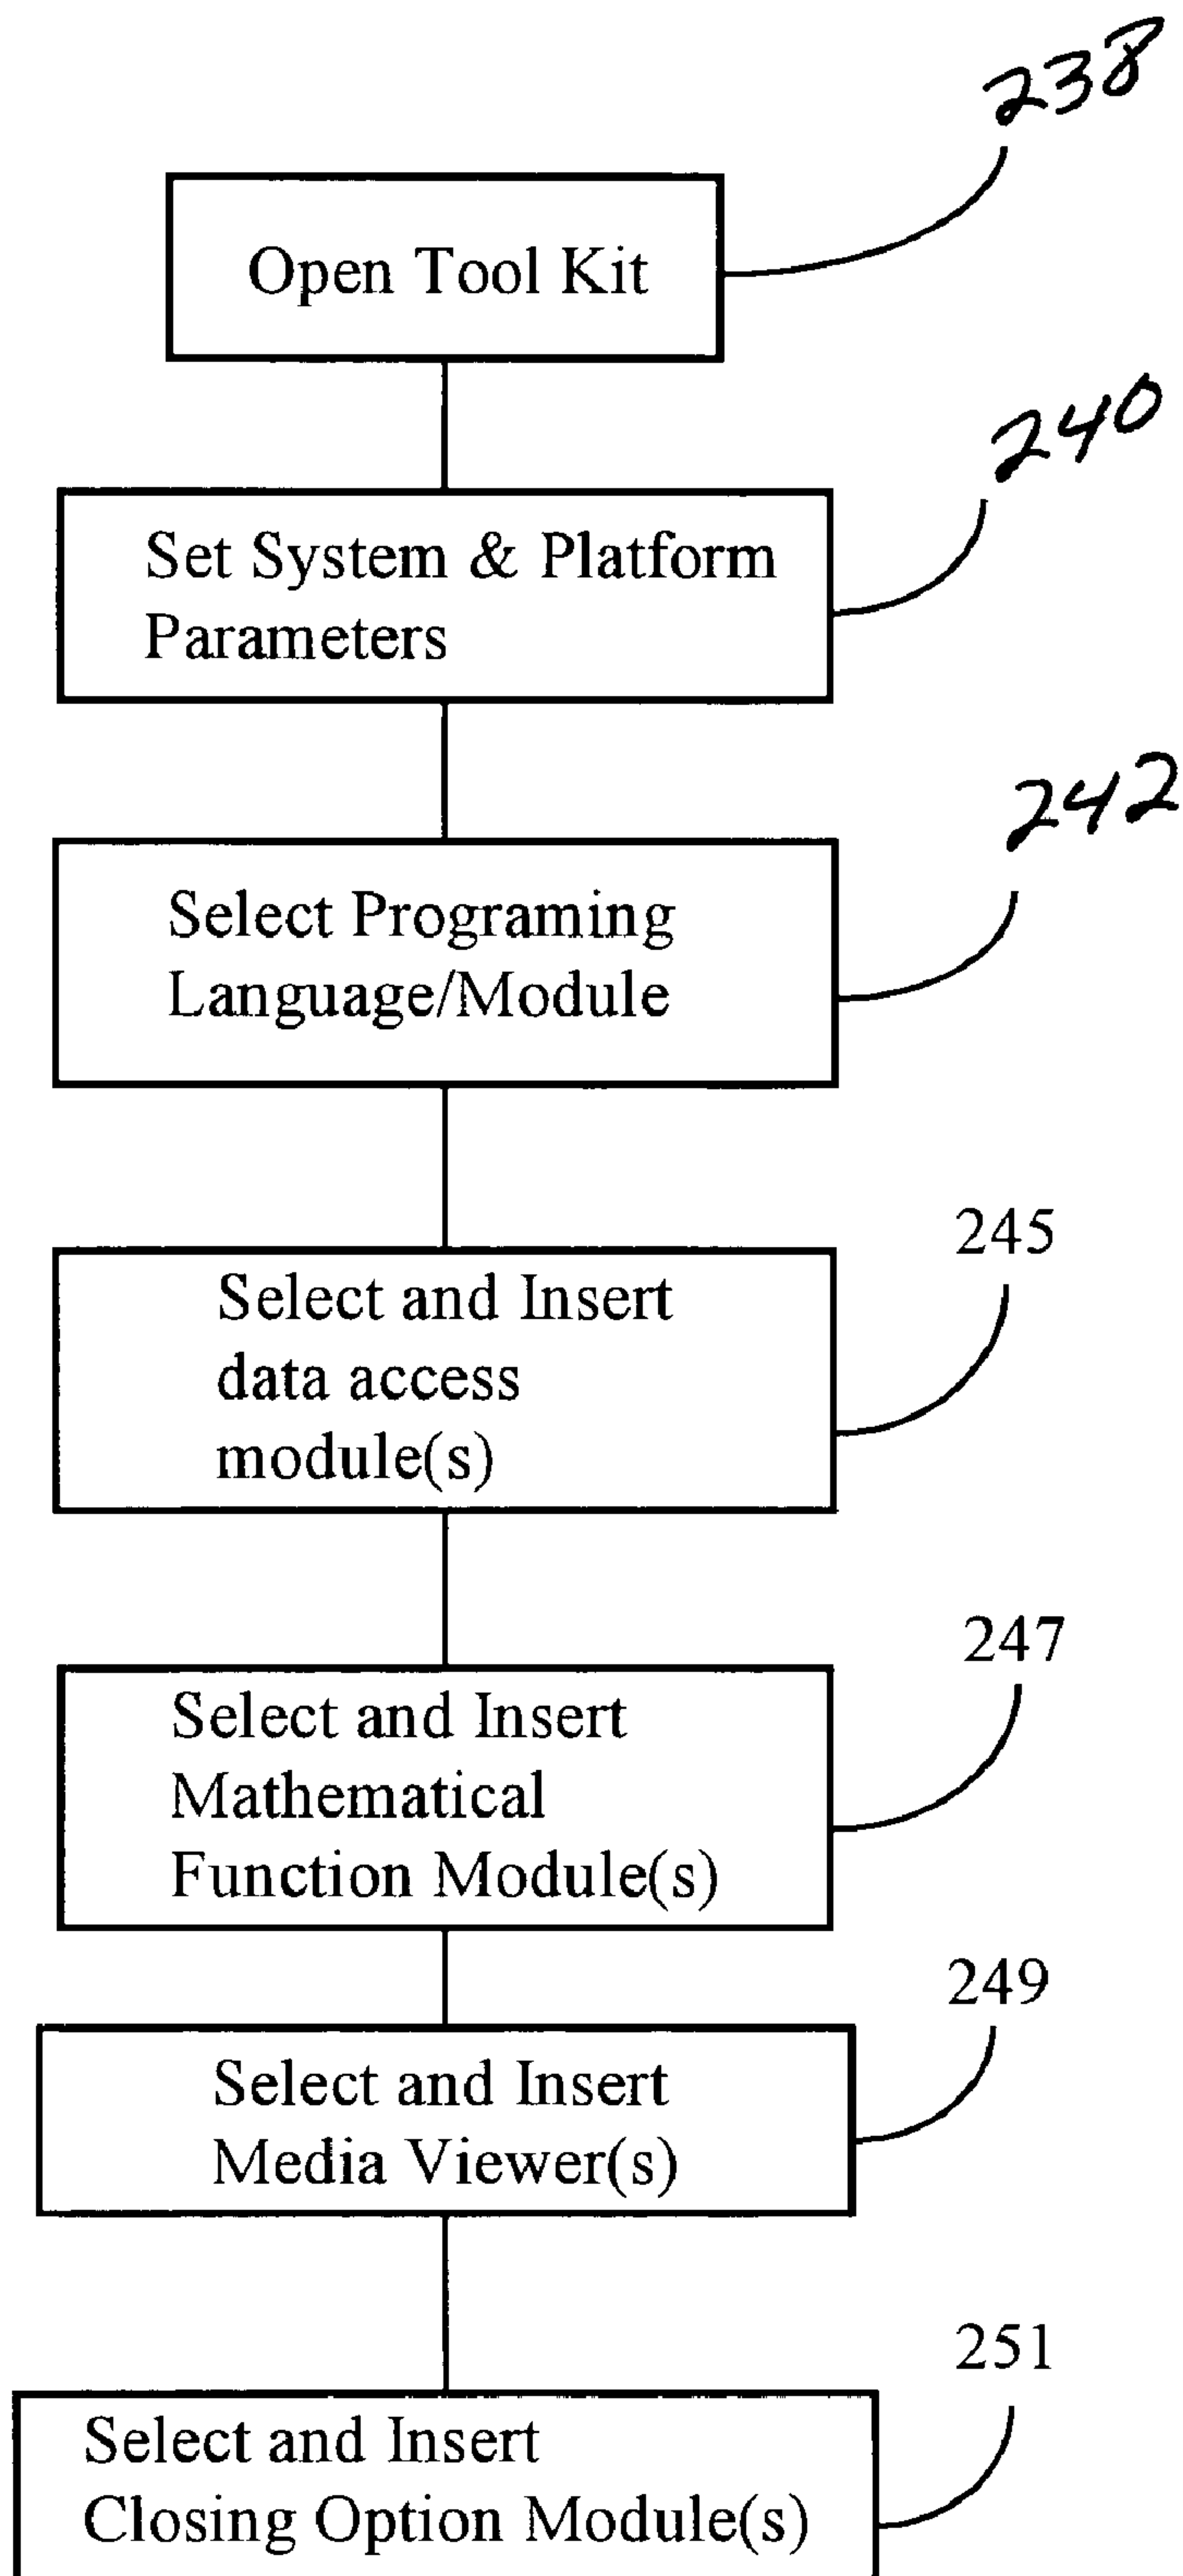 238
Open Tool Kit
240
Set System & Platform
Parameters
242
Select Programing
Language/Module
245
Select and Insert
data access
module(s)
247
Select and Insert
Mathematical
Function Module(s)
249
Select and Insert
Media Viewer(s)
251
Select and Insert
Closing Option Module(s)